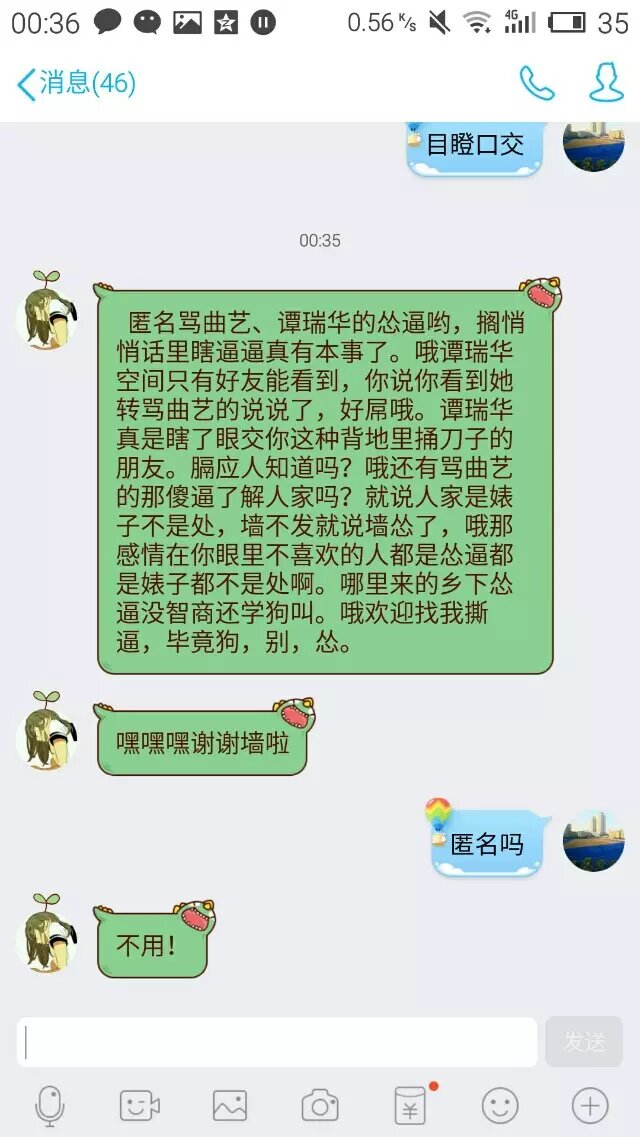 00:36
0.56 K/s
4G
35
消息(46)
目瞪口交
00:35
匿名骂曲艺、谭瑞华的怂逼哟，搁悄
悄话里瞎逼逼真有本事了。哦谭瑞华
空间只有好友能看到，你说你看到她
转骂曲艺的说说了，好屌哦。谭瑞华
真是瞎了眼交你这种背地里捅刀子的
朋友。膈应人知道吗？哦还有骂曲艺
的那傻逼了解人家吗？就说人家是婊
子不是处，墙不发就说墙怂了，哦那
感情在你眼里不喜欢的人都是怂逼都
是婊子都不是处啊。哪里来的乡下怂
逼没智商还学狗叫。哦欢迎找我撕
逼，毕竟狗，别，怂。
嘿嘿嘿谢谢墙啦
匿名吗
不用！
发送
¥